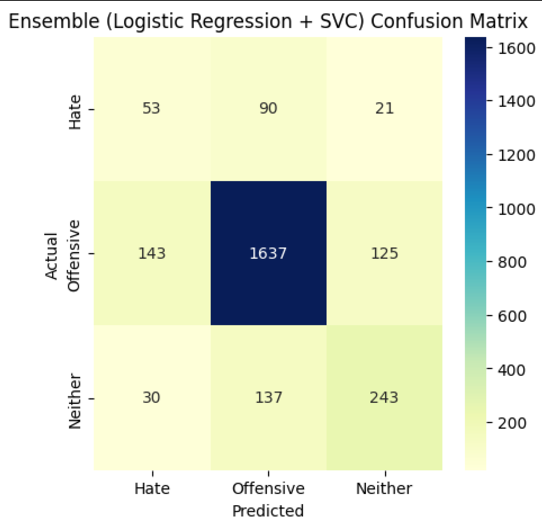 Ensemble (Logistic Regression + SVC) Confusion Matrix
Actual
Hate
53 90 21
Offensive
143 1637 125
Neither
30 137 243
Hate Offensive Neither
Predicted
1600
1400
1200
1000
800
600
400
200